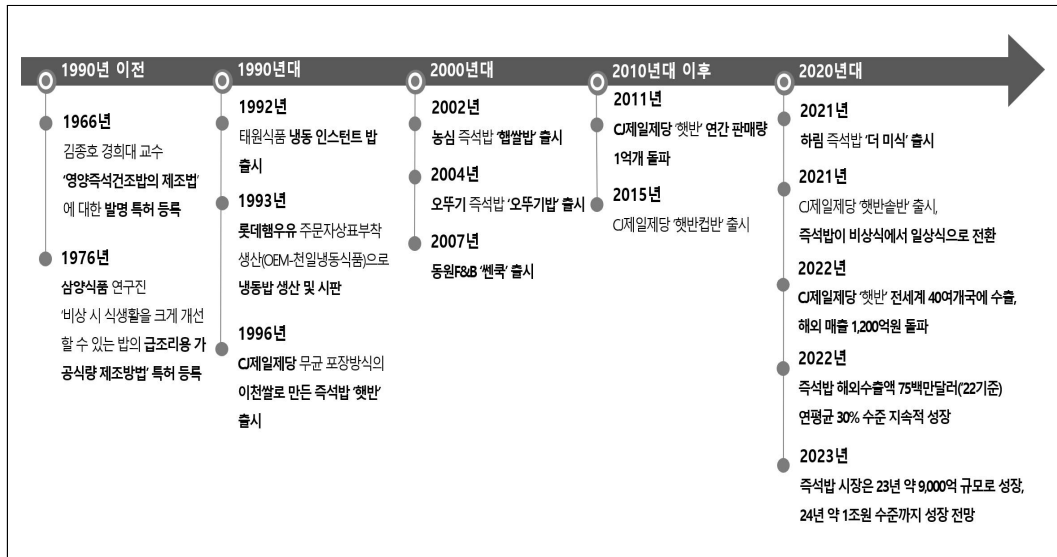 1990년 이전
1966년
김종호 경희대 교수
‘영양즉석건조밥의 제조법’
에 대한 발명 특허 등록
1976년
삼양식품 연구진
‘비상 시 식생활을 크게 개선
할 수 있는 밥의 급조리용 가
공식량 제조방법’ 특허 등록
1990년대
1992년
태원식품 냉동 인스턴트 밥
출시
1993년
롯데햄우유 주문자상표부착
생산(OEM-천일냉동식품)으로
냉동밥 생산 및 시판
1996년
CJ제일제당 무균 포장방식의
이천쌀로 만든 즉석밥 ‘햇반’
출시
2000년대
2002년
농심 즉석밥 ‘햅쌀밥’ 출시
2004년
오뚜기 즉석밥 ‘오뚜기밥’ 출시
2007년
동원F&B ‘쎈쿡’ 출시
2010년대 이후
2011년
CJ제일제당 ‘햇반’ 연간 판매량
1억개 돌파
2015년
CJ제일제당 ‘햇반컵반’ 출시
2020년대
2021년
하림 즉석밥 ‘더 미식’ 출시
2021년
CJ제일제당 ‘햇반솥반’ 출시,
즉석밥이 비상식에서 일상식으로 전환
2022년
CJ제일제당 ‘햇반’ 전세계 40여개국에 수출,
해외 매출 1,200억원 돌파
2022년
즉석밥 해외수출액 75백만달러(‘22기준)
연평균 30% 수준 지속적 성장
2023년
즉석밥 시장은 23년 약 9,000억 규모로 성장,
24년 약 1조원 수준까지 성장 전망